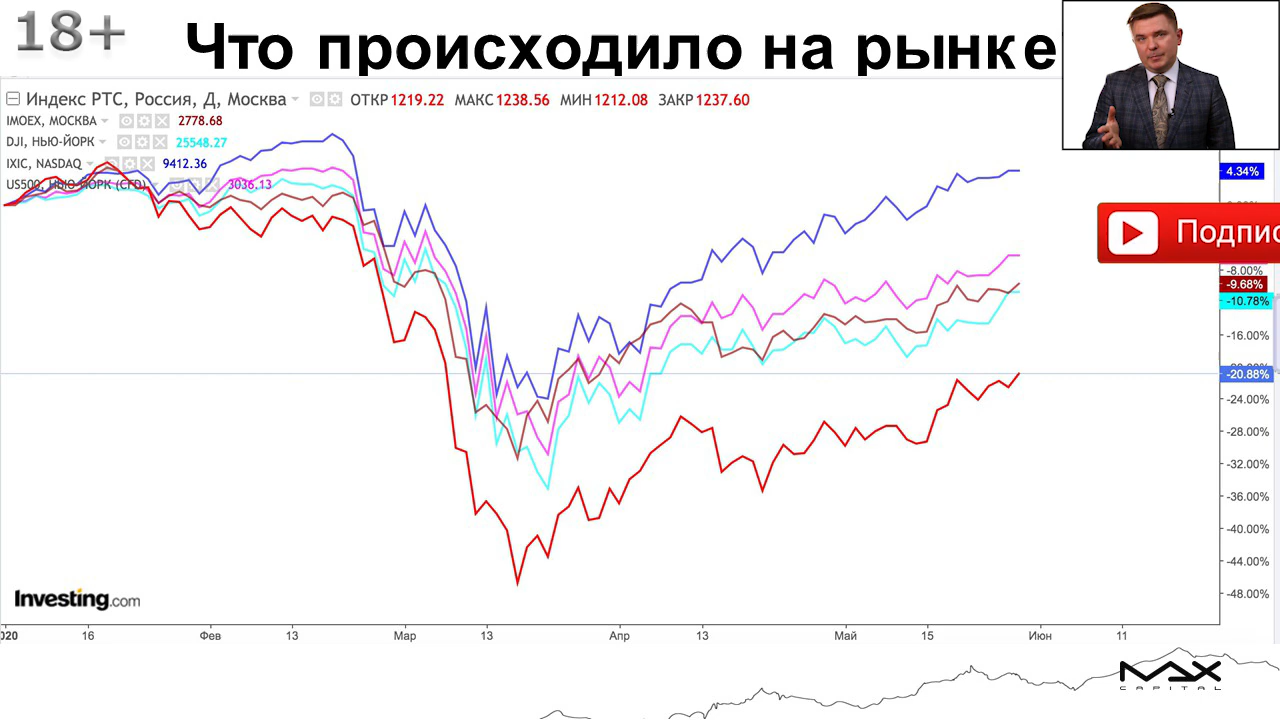 18+
Что происходило на рынке
Индекс РТС, Россия, Д, Москва ОТКР 1219.22 МАКС 1238.56 МИН 1212.08 ЗАКР 1237.60
IMOEX, МОСКВА 2778.68
DJI, НЬЮ-ЙОРК 25548.27
IXIC, NASDAQ 9412.36
US500, НЬЮ-ЙОРК (CFD) 3036.13
4.34%
Подпис
-8.00%
-9.68%
-10.78%
-16.00%
-20.88%
-24.00%
-28.00%
-32.00%
-36.00%
-40.00%
-44.00%
-48.00%
Investing.com
020 16 Фев 13 Мар 13 Апр 13 Май 15 Июн 11
MAX
CAPITAL